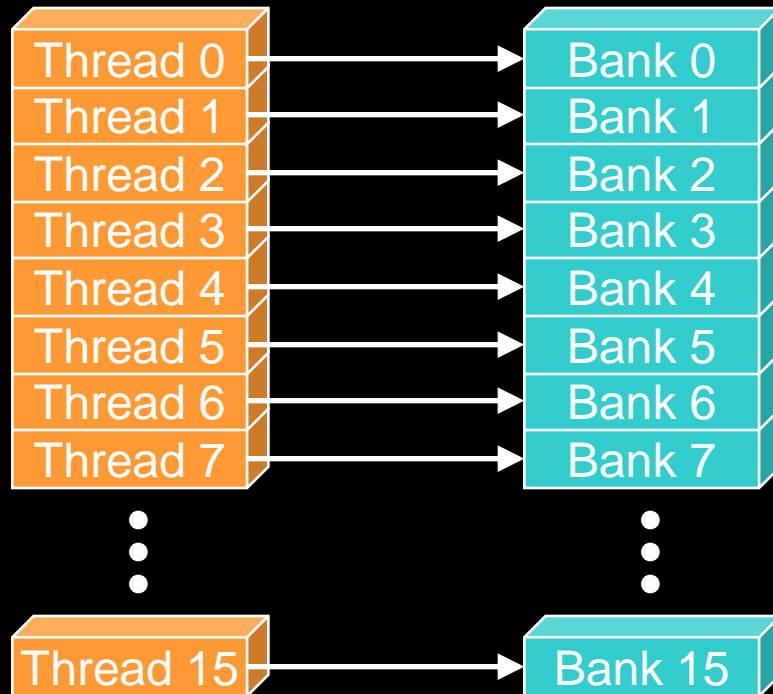 Thread 0 Bank 0
Thread 1 Bank 1
Thread 2 Bank 2
Thread 3 Bank 3
Thread 4 Bank 4
Thread 5 Bank 5
Thread 6 Bank 6
Thread 7 Bank 7
Thread 15 Bank 15